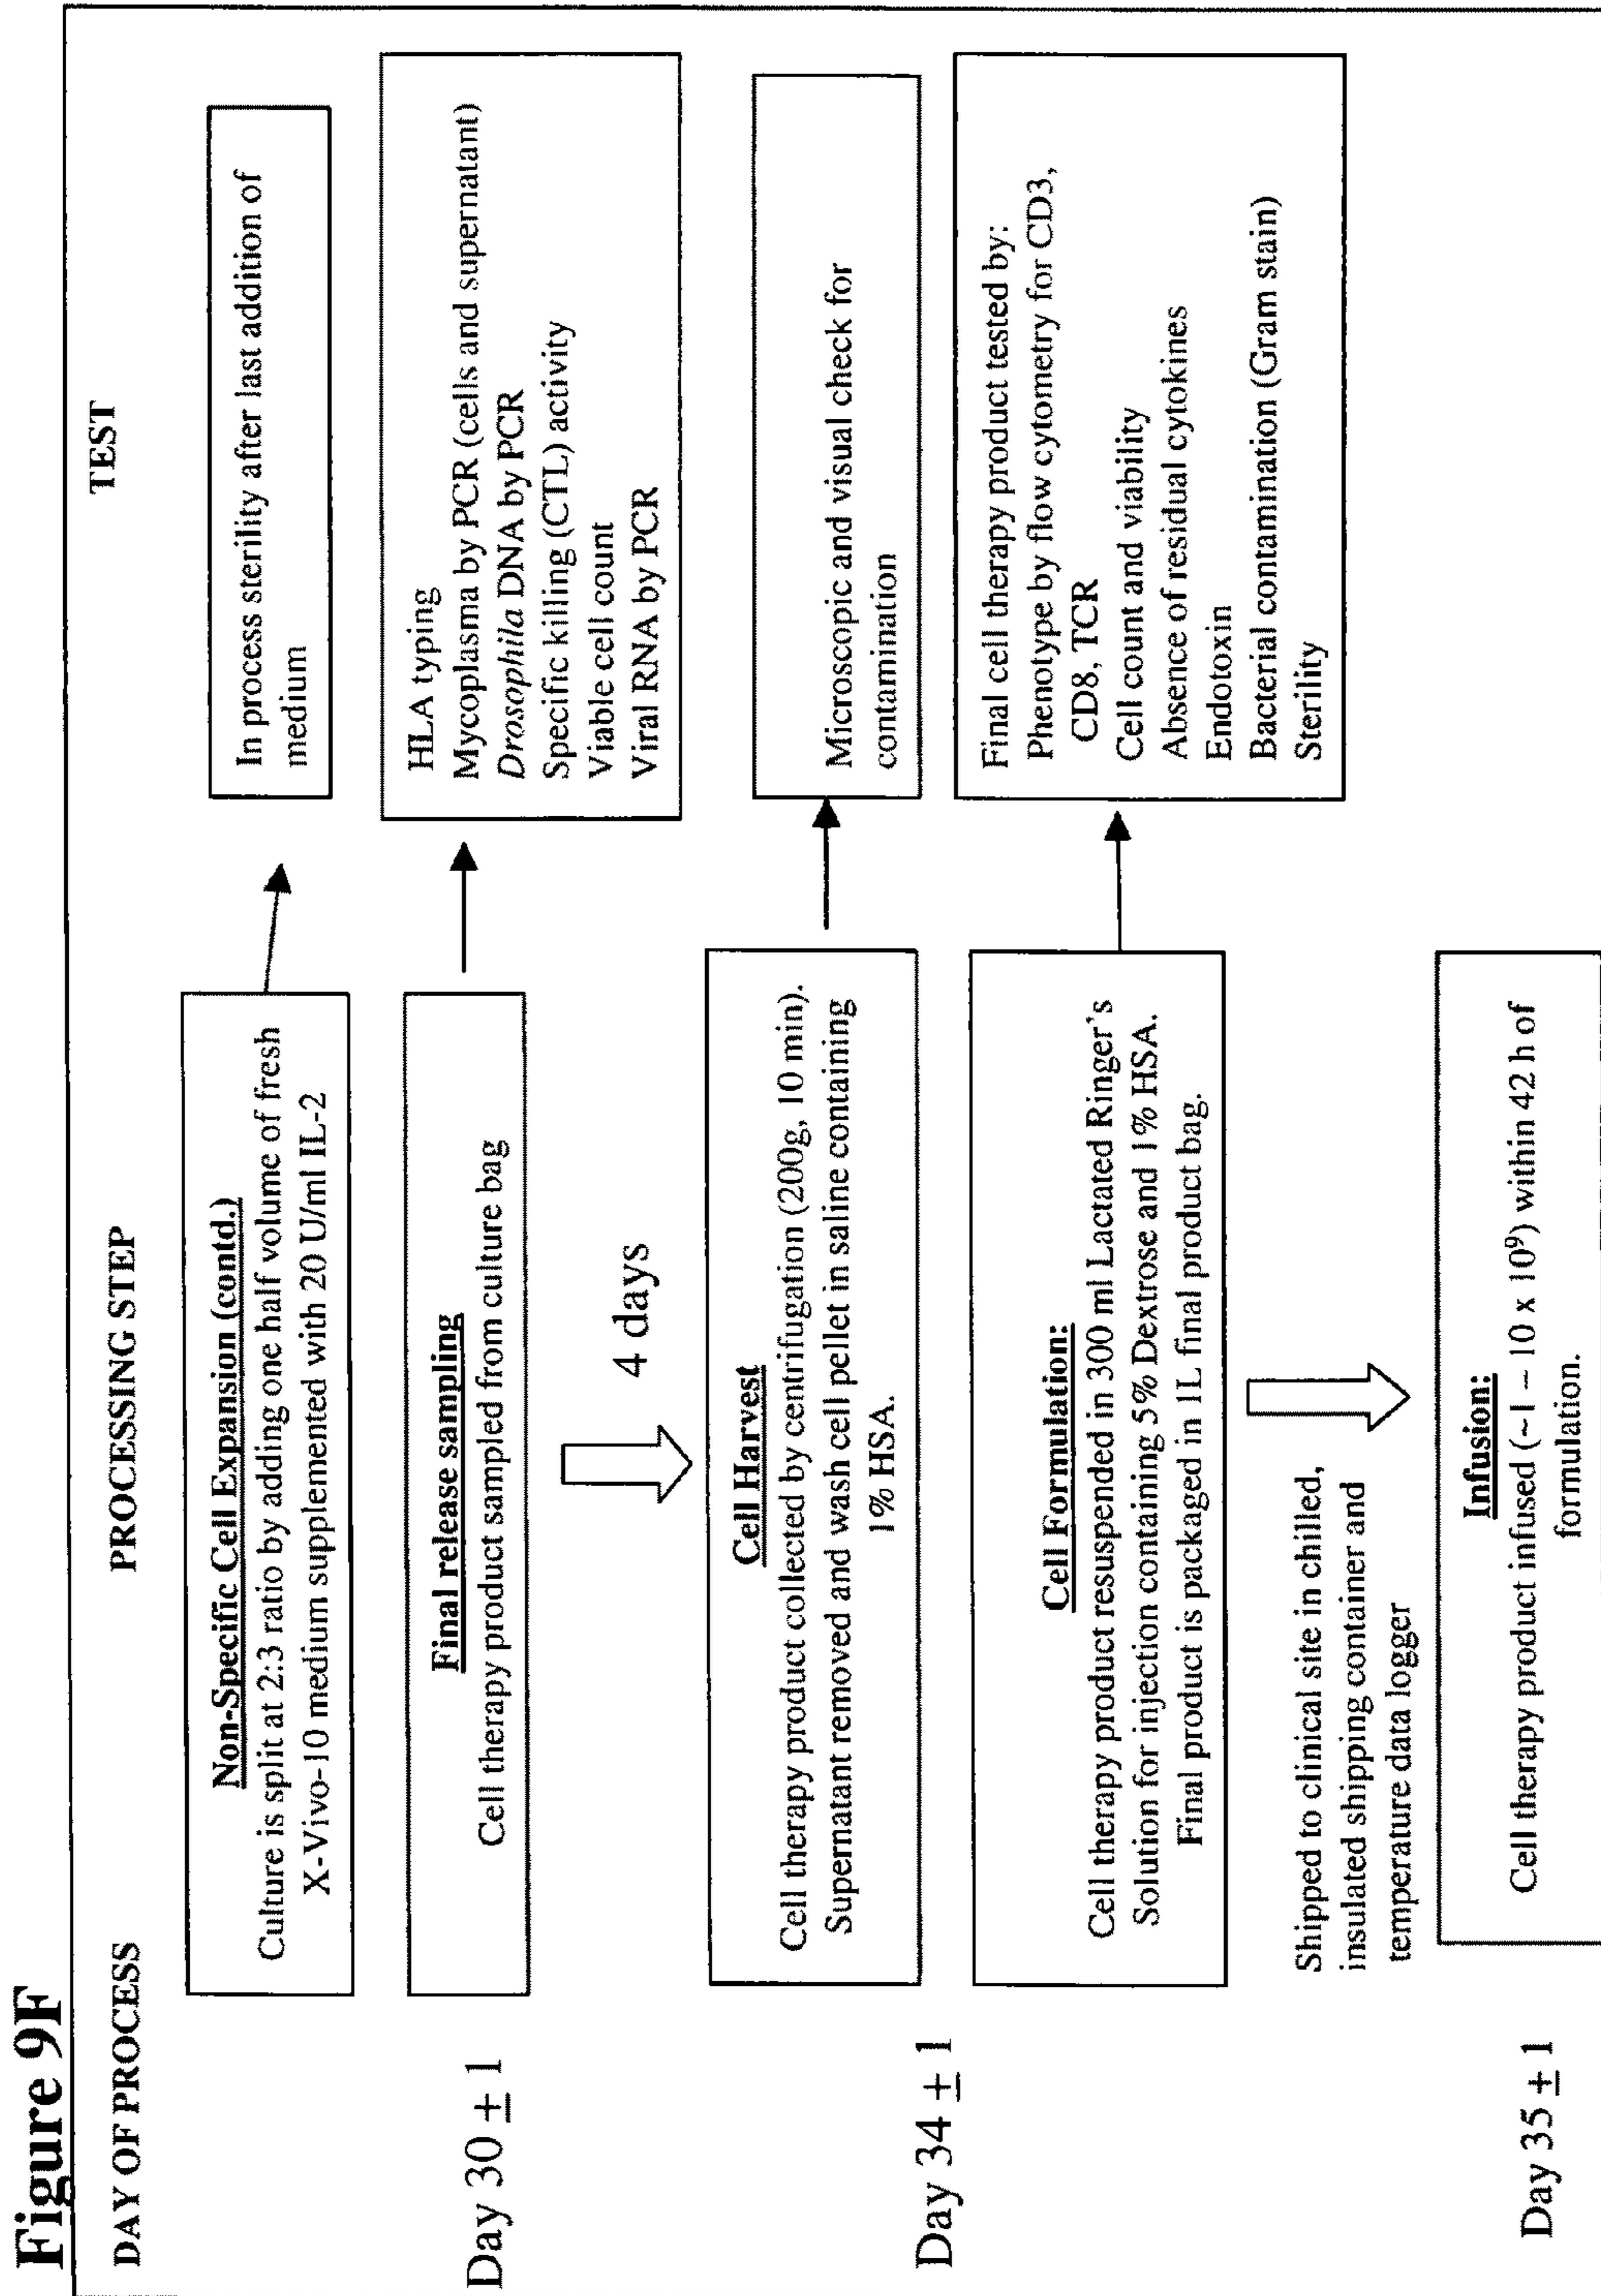 Figure 9F
DAY OF PROCESS
PROCESSING STEP
TEST
Non-Specific Cell Expansion (contd.)
Culture is split at 2:3 ratio by adding one half volume of fresh
X-Vivo-10 medium supplemented with 20 U/ml IL-2
In process sterility after last addition of
medium
Day 30 ± 1
Final release sampling
Cell therapy product sampled from culture bag
HLA typing
Mycoplasma by PCR (cells and supernatant)
Drosophila DNA by PCR
Specific killing (CTL) activity
Viable cell count
Viral RNA by PCR
4 days
Day 34 ± 1
Cell Harvest
Cell therapy product collected by centrifugation (200g, 10 min).
Supernatant removed and wash cell pellet in saline containing
1% HSA.
Microscopic and visual check for
contamination
Cell Formulation:
Cell therapy product resuspended in 300 ml Lactated Ringer's
Solution for injection containing 5% Dextrose and 1% HSA.
Final product is packaged in 1L final product bag.
Final cell therapy product tested by:
Phenotype by flow cytometry for CD3,
CD8, TCR
Cell count and viability
Absence of residual cytokines
Endotoxin
Bacterial contamination (Gram stain)
Sterility
Shipped to clinical site in chilled,
insulated shipping container and
temperature data logger
Day 35 ± 1
Infusion:
Cell therapy product infused (~1 – 10 x 10⁹) within 42 h of
formulation.